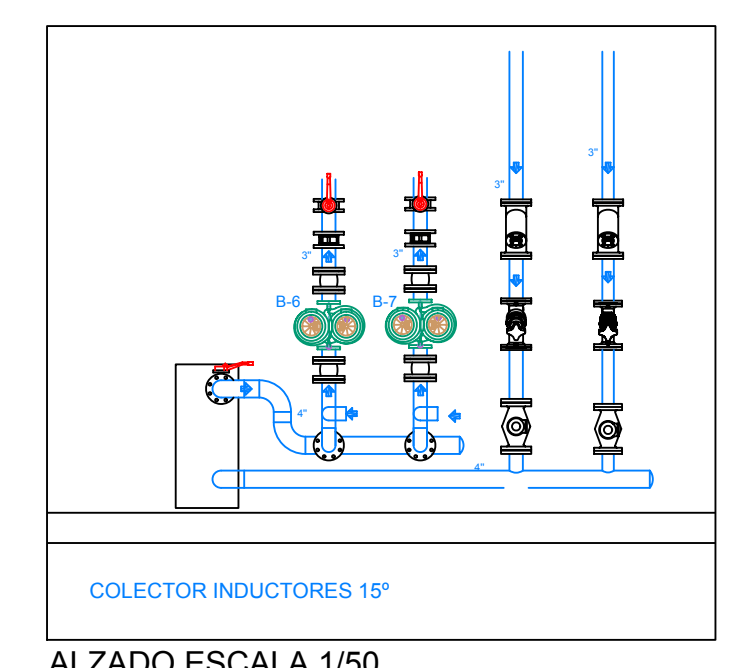 3"
3"
3"
3"
B-6
B-7
4"
4"
COLECTOR INDUCTORES 15º
ALZADO ESCALA 1/50